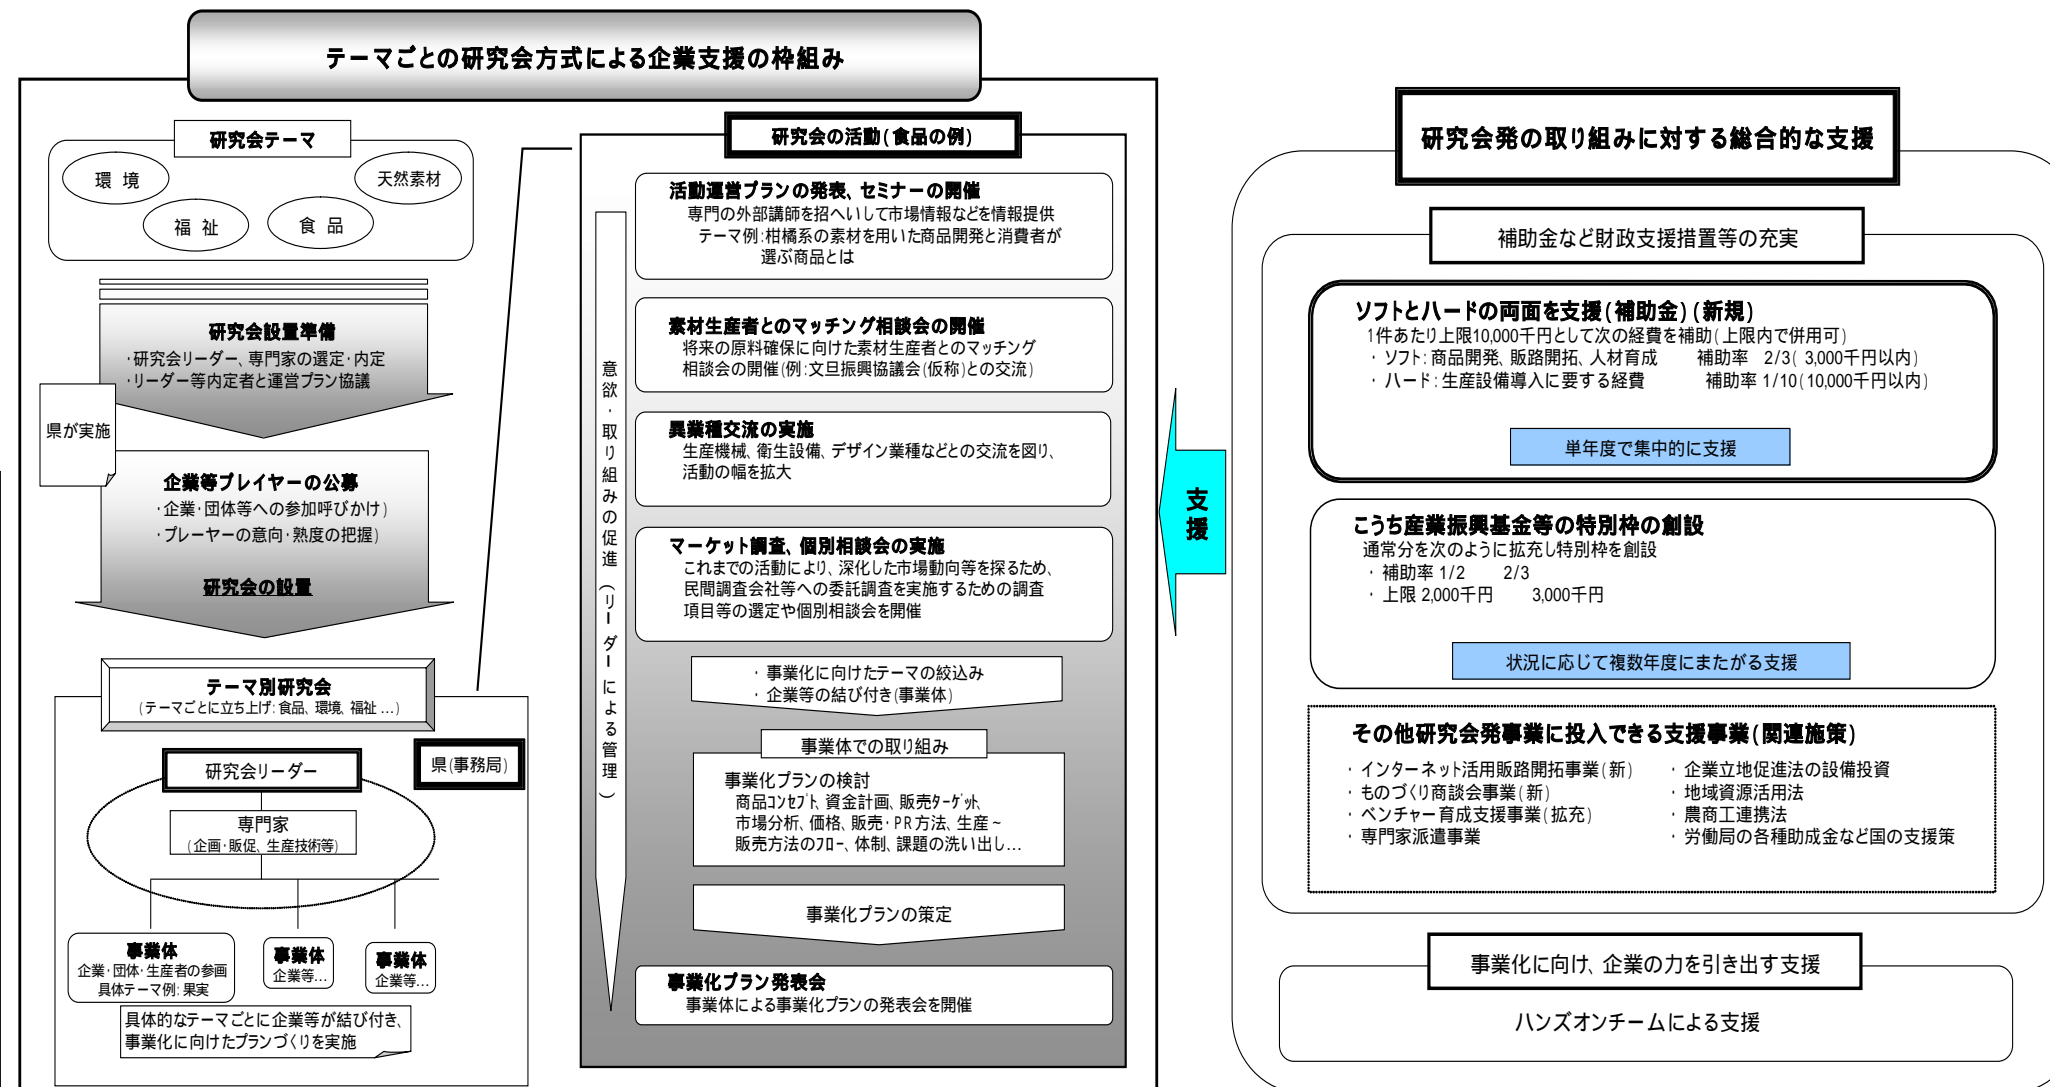 テーマごとの研究会方式による企業支援の枠組み
研究会テーマ
環 境
天然素材
福 祉
食 品
研究会設置準備
・研究会リーダー、専門家の選定・内定
・リーダー等内定者と運営プラン協議
県が実施
企業等プレイヤーの公募
・企業・団体等への参加呼びかけ)
・プレーヤーの意向・熟度の把握)
研究会の設置
テーマ別研究会
(テーマごとに立ち上げ:食品、環境、福祉…)
県(事務局)
研究会リーダー
専門家
(企画・販促、生産技術等)
事業体
企業・団体・生産者の参画
具体テーマ例:果実
事業体
企業等…
事業体
企業等…
具体的なテーマごとに企業等が結び付き、
事業化に向けたプランづくりを実施
研究会の活動(食品の例)
意欲・取り組みの促進(リーダーによる管理)
活動運営プランの発表、セミナーの開催
専門の外部講師を招へいして市場情報などを情報提供
テーマ例:柑橘系の素材を用いた商品開発と消費者が
選ぶ商品とは
素材生産者とのマッチング相談会の開催
将来の原料確保に向けた素材生産者とのマッチング
相談会の開催(例:文旦振興協議会(仮称)との交流)
異業種交流の実施
生産機械、衛生設備、デザイン業種などとの交流を図り、
活動の幅を拡大
マーケット調査、個別相談会の実施
これまでの活動により、深化した市場動向等を探るため、
民間調査会社等への委託調査を実施するための調査
項目等の選定や個別相談会を開催
・ 事業化に向けたテーマの絞込み
・ 企業等の結び付き(事業体)
事業体での取り組み
事業化プランの検討
商品ｺﾝｾﾌﾟﾄ、資金計画、販売ﾀｰｹﾞｯﾄ、
市場分析、価格、販売・PR方法、生産~
販売方法のﾌﾛｰ、体制、課題の洗い出し…
事業化プランの策定
事業化プラン発表会
事業体による事業化プランの発表会を開催
支援
研究会発の取り組みに対する総合的な支援
補助金など財政支援措置等の充実
ソフトとハードの両面を支援(補助金)(新規)
1件あたり上限10,000千円として次の経費を補助(上限内で併用可)
・ ソフト:商品開発、販路開拓、人材育成 補助率 2/3( 3,000千円以内)
・ ハード:生産設備導入に要する経費 補助率 1/10(10,000千円以内)
単年度で集中的に支援
こうち産業振興基金等の特別枠の創設
通常分を次のように拡充し特別枠を創設
・ 補助率 1/2 2/3
・ 上限 2,000千円 3,000千円
状況に応じて複数年度にまたがる支援
その他研究会発事業に投入できる支援事業(関連施策)
・ インターネット活用販路開拓事業(新)
・ ものづくり商談会事業(新)
・ ベンチャー育成支援事業(拡充)
・ 専門家派遣事業
・ 企業立地促進法の設備投資
・ 地域資源活用法
・ 農商工連携法
・ 労働局の各種助成金など国の支援策
事業化に向け、企業の力を引き出す支援
ハンズオンチームによる支援